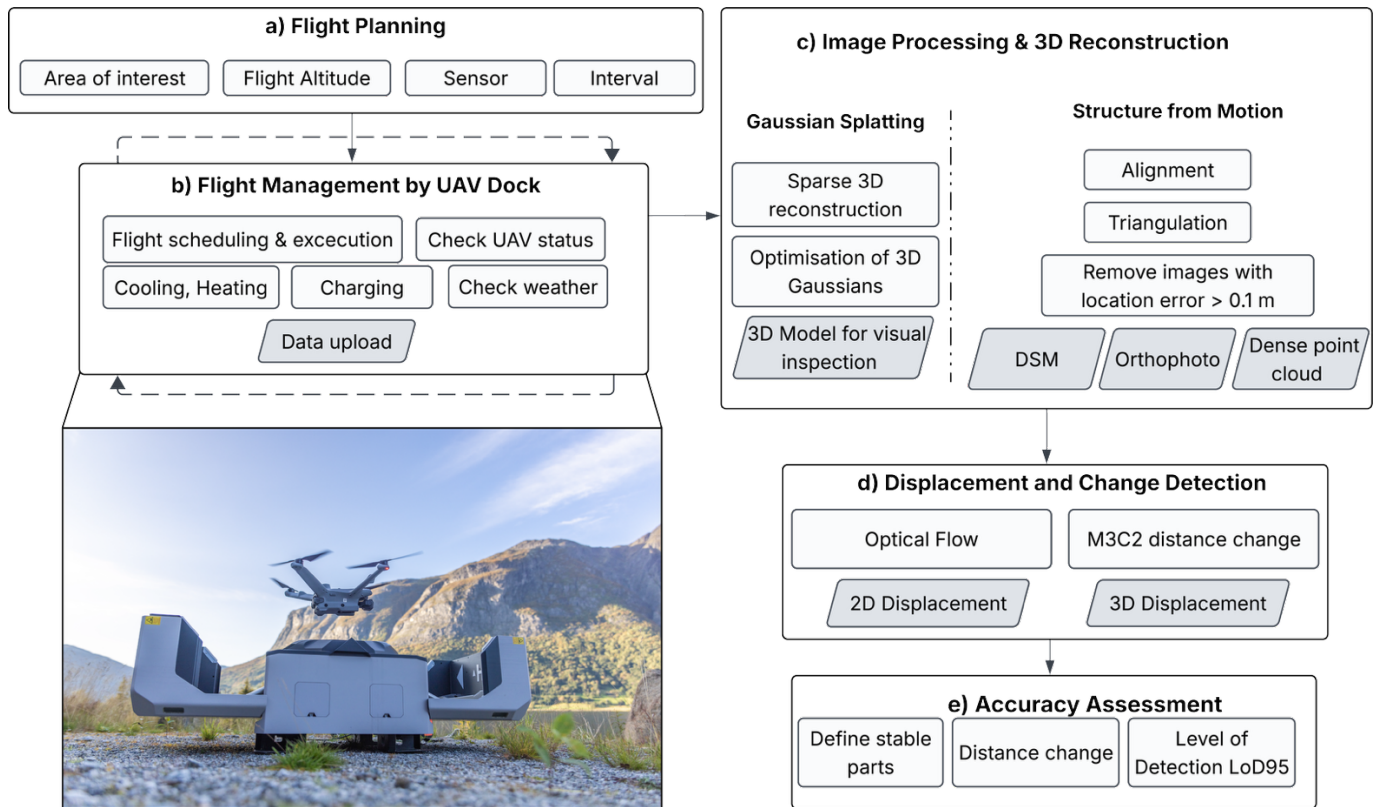 a) Flight Planning
Area of interest
Flight Altitude
Sensor
Interval
b) Flight Management by UAV Dock
Flight scheduling & excecution
Check UAV status
Cooling, Heating
Charging
Check weather
Data upload
c) Image Processing & 3D Reconstruction
Gaussian Splatting
Sparse 3D
reconstruction
Optimisation of 3D
Gaussians
3D Model for visual
inspection
Structure from Motion
Alignment
Triangulation
Remove images with
location error > 0.1 m
DSM
Orthophoto
Dense point
cloud
d) Displacement and Change Detection
Optical Flow
M3C2 distance change
2D Displacement
3D Displacement
e) Accuracy Assessment
Define stable
parts
Distance change
Level of
Detection LoD95